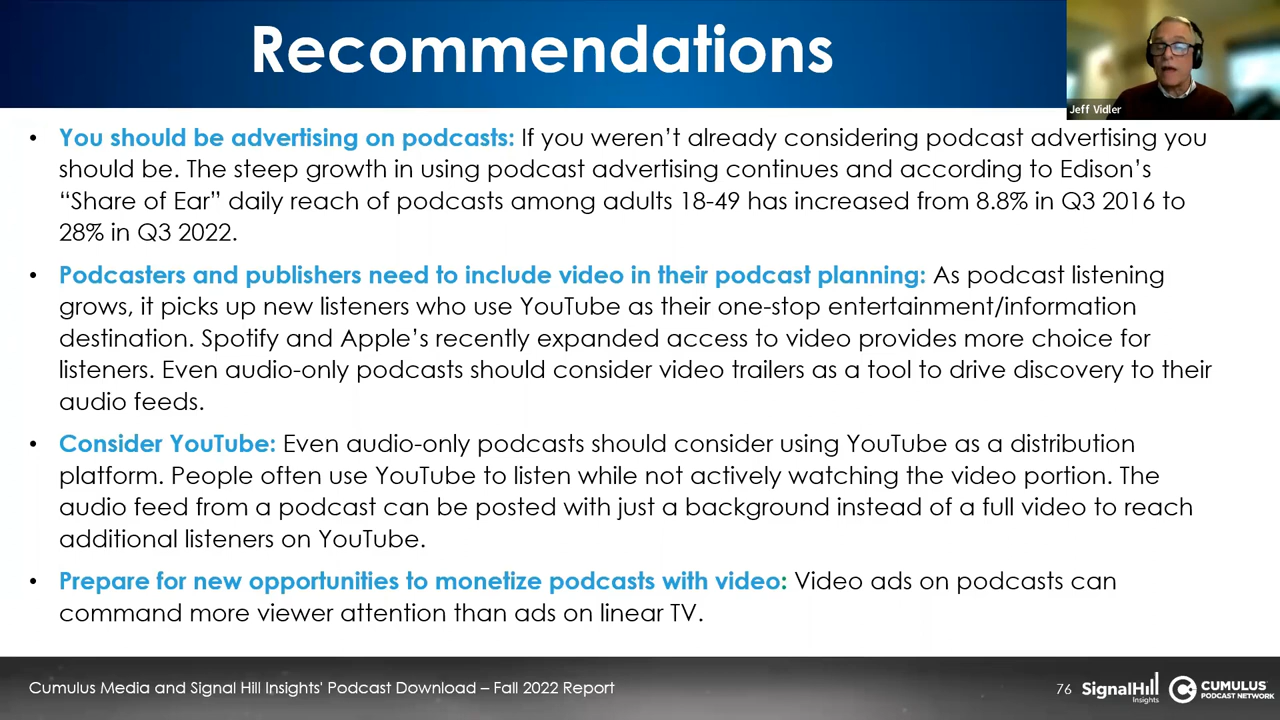 Recommendations
Jeff Vidler
• You should be advertising on podcasts: If you weren’t already considering podcast advertising you
should be. The steep growth in using podcast advertising continues and according to Edison’s
“Share of Ear” daily reach of podcasts among adults 18-49 has increased from 8.8% in Q3 2016 to
28% in Q3 2022.
• Podcasters and publishers need to include video in their podcast planning: As podcast listening
grows, it picks up new listeners who use YouTube as their one-stop entertainment/information
destination. Spotify and Apple’s recently expanded access to video provides more choice for
listeners. Even audio-only podcasts should consider video trailers as a tool to drive discovery to their
audio feeds.
• Consider YouTube: Even audio-only podcasts should consider using YouTube as a distribution
platform. People often use YouTube to listen while not actively watching the video portion. The
audio feed from a podcast can be posted with just a background instead of a full video to reach
additional listeners on YouTube.
• Prepare for new opportunities to monetize podcasts with video: Video ads on podcasts can
command more viewer attention than ads on linear TV.
Cumulus Media and Signal Hill Insights' Podcast Download – Fall 2022 Report
76
SignalHill
Insights
CUMULUS
PODCAST NETWORK